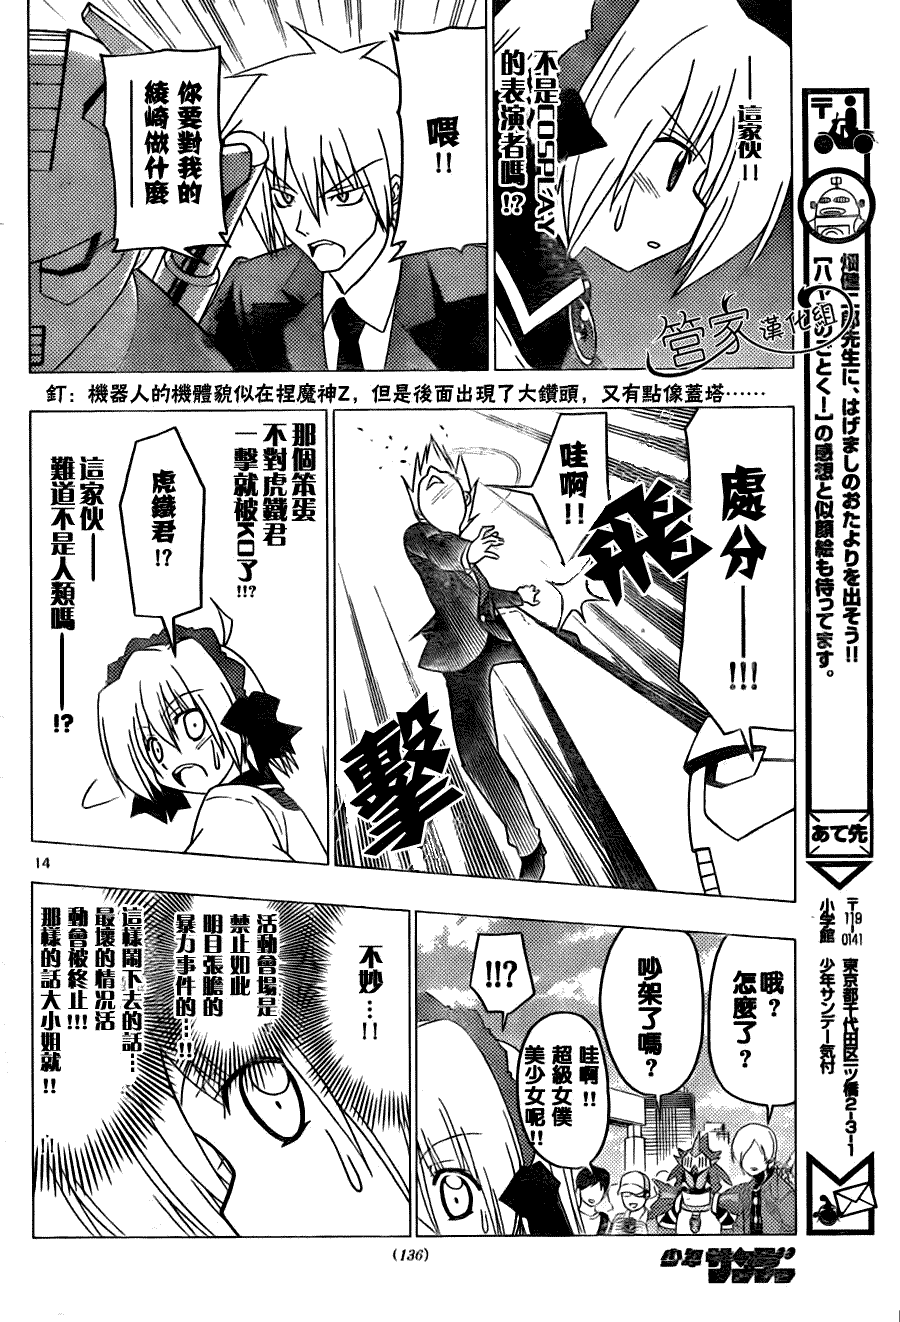 ——這家伙!!
不是COSPLAY
的表演者嗎!?
喂!!
你要對我的
——綾崎做什麼
——
管家漢化組
釘：機器人的機體貌似在捏魔神Z，但是後面出現了大鑽頭，又有點像蓋塔……
處分——!!!
飛
哇啊!!
擊
那個笨蛋
不對虎鐵君
一擊就被KO了!!?
虎鐵君!?
這家伙——
難道不是人類嗎——!?
14
哦?
怎麼了?
吵架了嗎?
哇啊!!
超級女僕
美少女呢!!
!!?
不妙…!!
活動會場是
禁止如此
明目張膽的
暴力事件的…!!
這樣鬧下去的話…
最壞的情況活
動會被終止!!!
那樣的話大小姐就!!
(136)
少年サンデー
〒
先生に、はげましのおたよりを出そう!!
ごとく!】の感想と似顔絵も待ってます。
あて先
〒119-0141
東京都千代田区一ツ橋2-3-1
小学館 少年サンデー気付